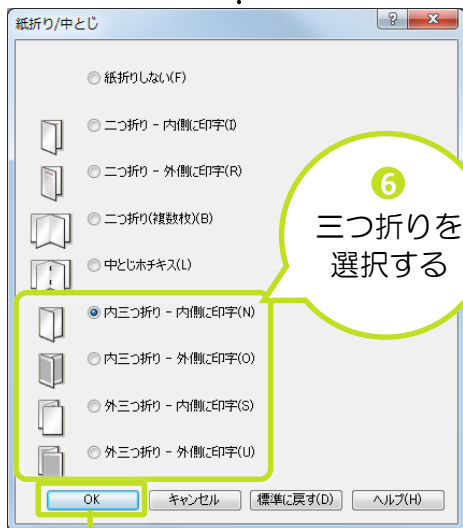 紙折り/中とじ
紙折りしない(F)
二つ折り - 内側に印字(I)
二つ折り - 外側に印字(R)
二つ折り(複数枚)(B)
中とじホチキス(L)
❻
三つ折りを
選択する
内三つ折り - 内側に印字(N)
内三つ折り - 外側に印字(O)
外三つ折り - 内側に印字(S)
外三つ折り - 外側に印字(U)
OK キャンセル 標準に戻す(D) ヘルプ(H)